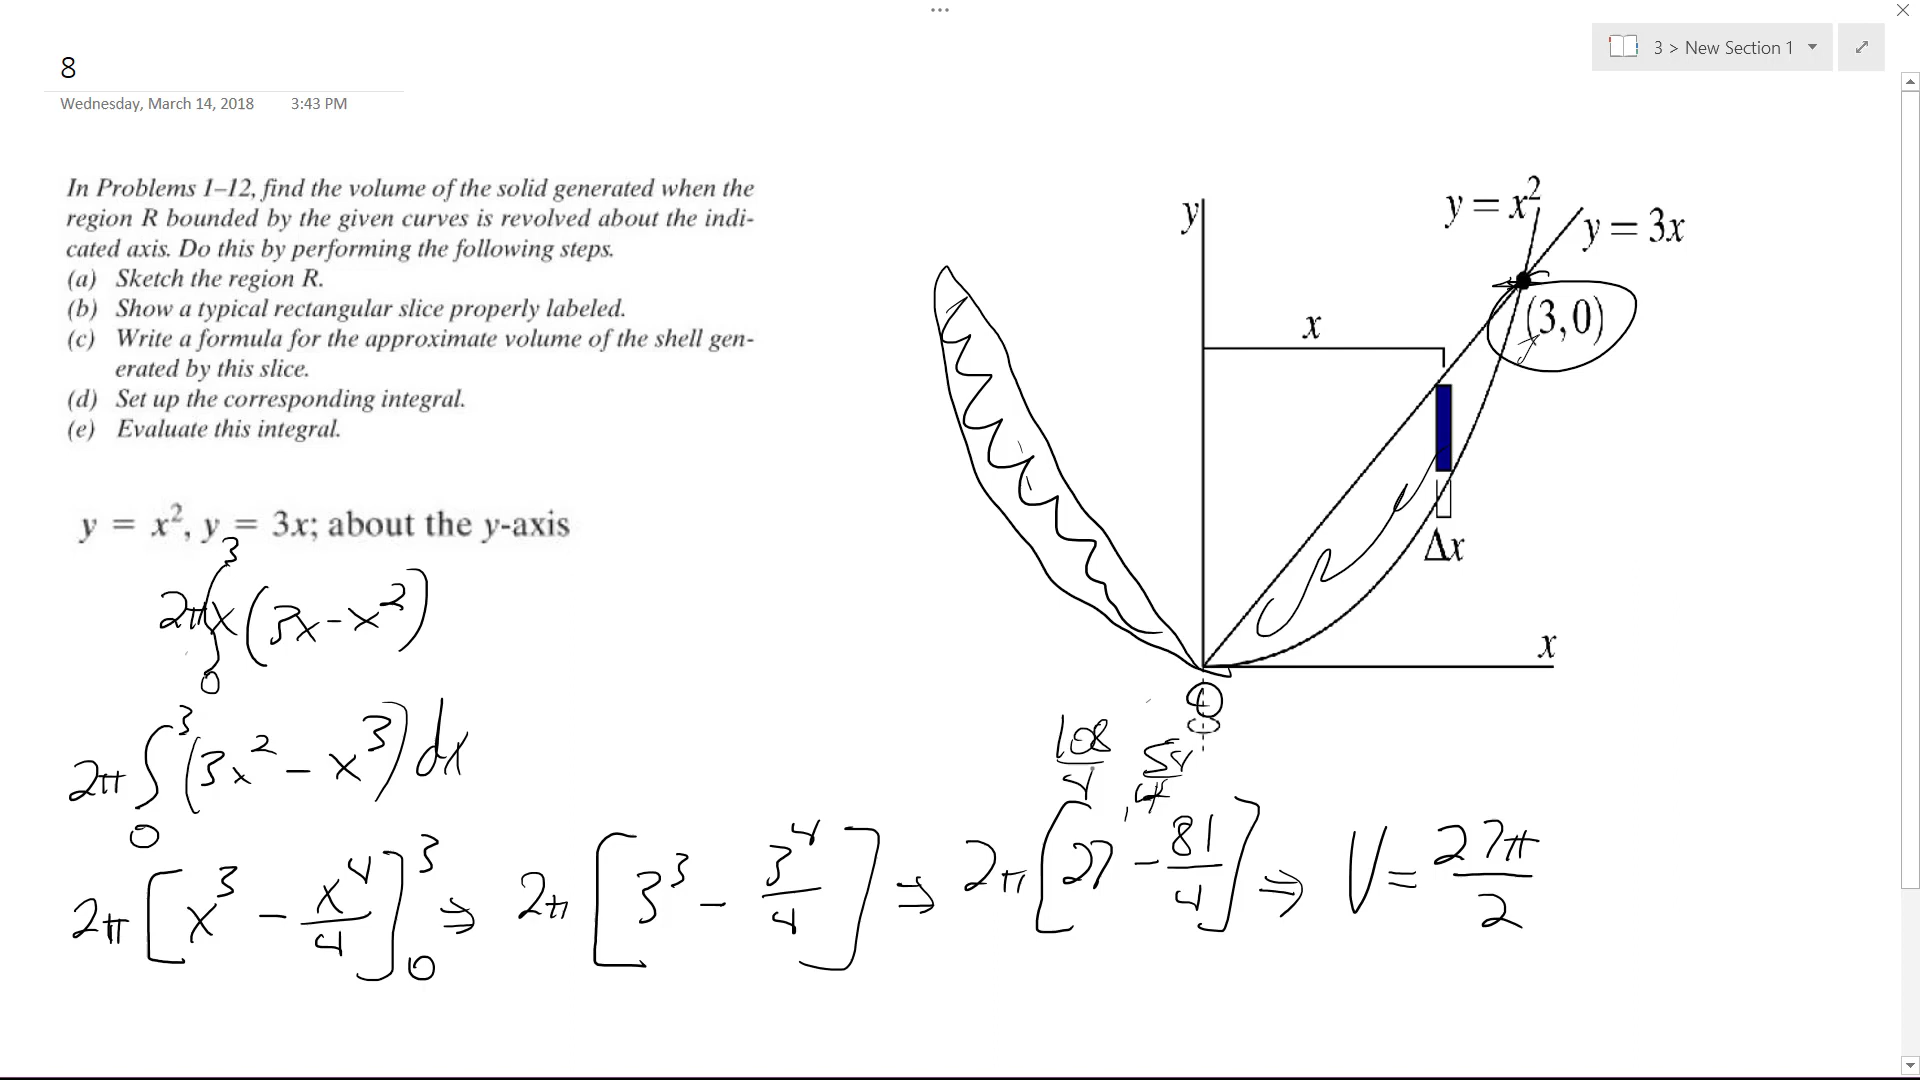 ...
3 > New Section 1
8
Wednesday, March 14, 2018 3:43 PM
In Problems 1–12, find the volume of the solid generated when the
region R bounded by the given curves is revolved about the indi-
cated axis. Do this by performing the following steps.
(a) Sketch the region R.
(b) Show a typical rectangular slice properly labeled.
(c) Write a formula for the approximate volume of the shell gen-
erated by this slice.
(d) Set up the corresponding integral.
(e) Evaluate this integral.
y = x², y = 3x; about the y-axis
y
y = x²
y = 3x
(3,0)
x
Δx
x
2π∫₀³ x(3x-x²)
2π∫₀³ (3x² - x³) dx
108/4
2π[x³ - x⁴/4]₀³ ⇒ 2π[3³ - 3⁴/4] ⇒ 2π[27 - 81/4] ⇒ V = 27π/2